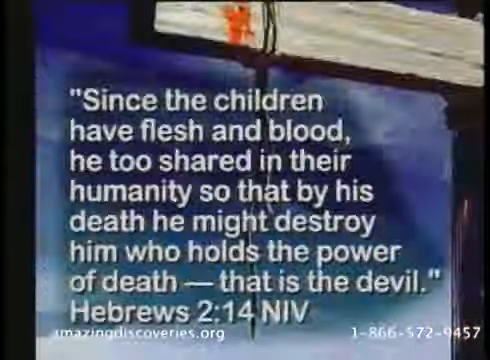 "Since the children
have flesh and blood,
he too shared in their
humanity so that by his
death he might destroy
him who holds the power
of death — that is the devil."
Hebrews 2:14 NIV
amazingdiscoveries.org 1-866-572-9457